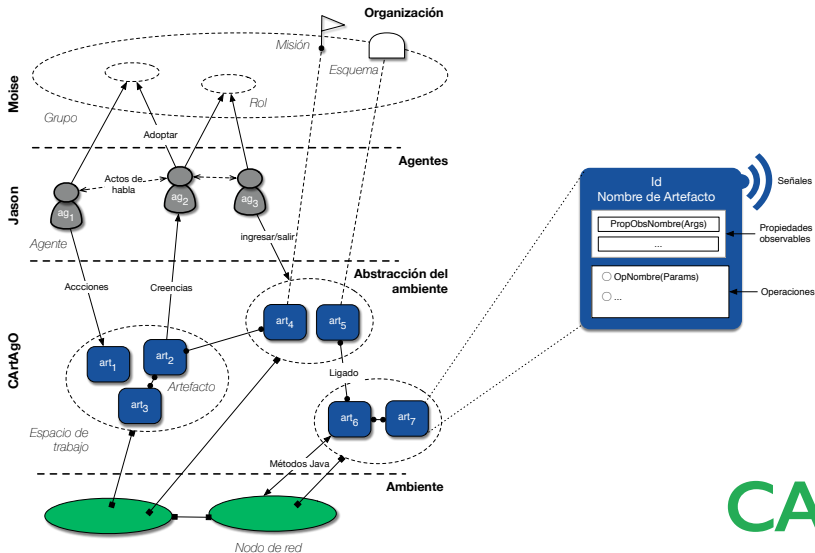 Organización
Misión
Esquema
Moise
Grupo
Rol
Adoptar
Agentes
Jason
Actos de
habla
ag1
ag2
ag3
Agente
ingresar/salir
Accciones
Creencias
Abstracción del
ambiente
CArtAgO
art1
art2
art3
art4
art5
Artefacto
Ligado
art6
art7
Espacio de
trabajo
Métodos Java
Ambiente
Nodo de red
Id
Nombre de Artefacto
Señales
PropObsNombre(Args)
...
Propiedades
observables
OpNombre(Params)
...
Operaciones
CA